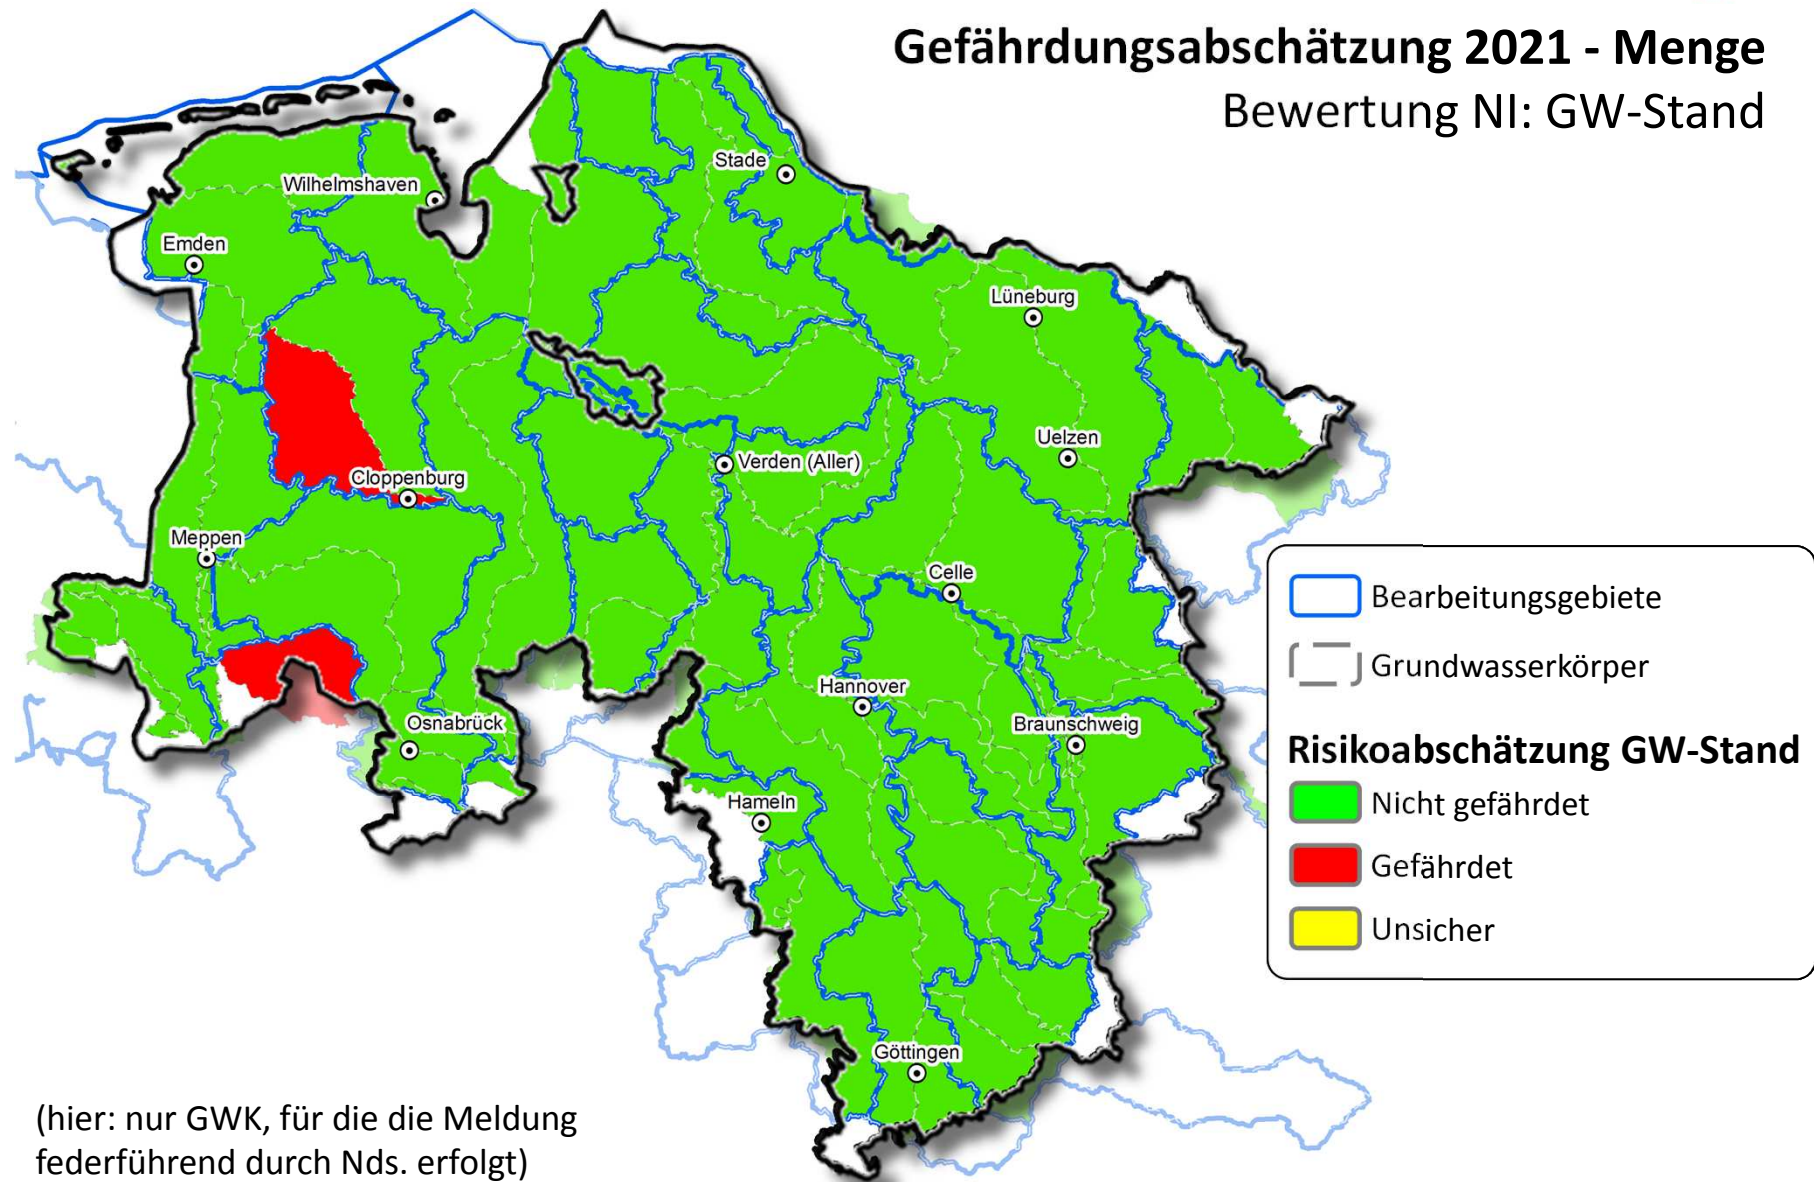 Gefährdungsabschätzung 2021 - Menge
Bewertung NI: GW-Stand
Stade
Wilhelmshaven
Emden
Lüneburg
Uelzen
Verden (Aller)
Cloppenburg
Meppen
Celle
Hannover
Osnabrück
Braunschweig
Hameln
Göttingen
Bearbeitungsgebiete
Grundwasserkörper
Risikoabschätzung GW-Stand
Nicht gefährdet
Gefährdet
Unsicher
(hier: nur GWK, für die die Meldung
federführend durch Nds. erfolgt)